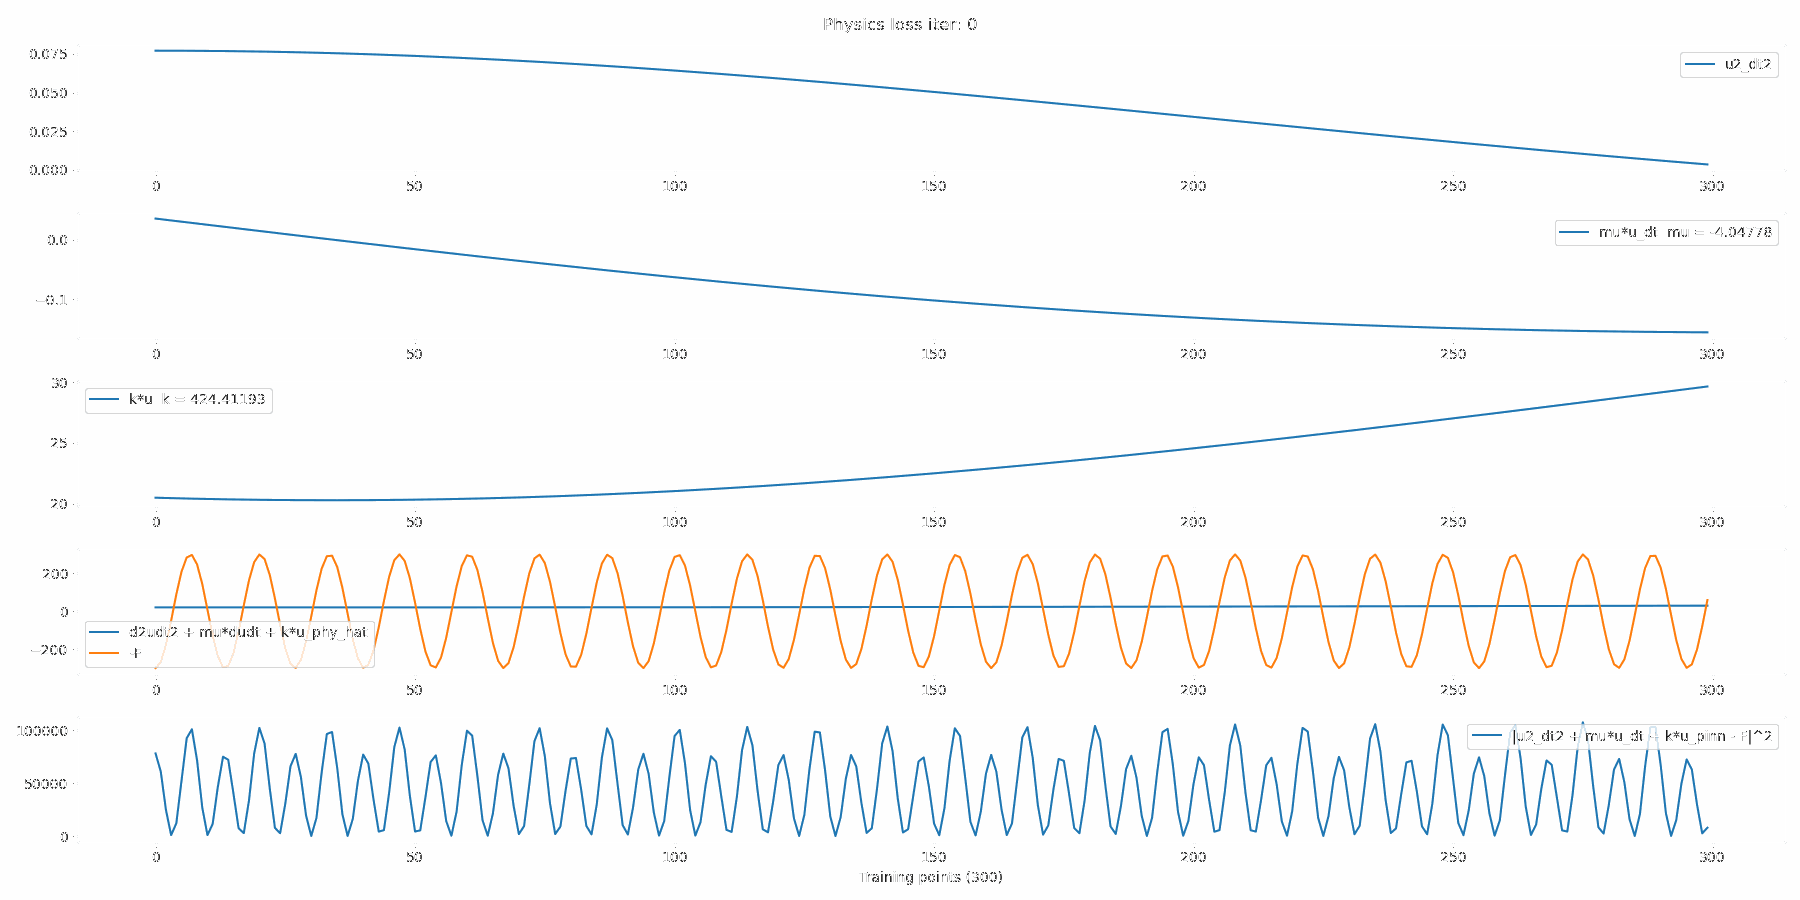 Physics loss iter: 0
0.075
0.050
0.025
0.000
u2_dt2
0 50 100 150 200 250 300
0.0
−0.1
mu*u_dt mu = -4.04778
0 50 100 150 200 250 300
30
25
20
k*u k = 424.41193
0 50 100 150 200 250 300
200
0
−200
d2udt2 + mu*dudt + k*u_phy_hat
0 50 100 150 200 250 300
100000
50000
0
|u2_dt2 + mu*u_dt + k*u_pinn - F|^2
0 50 100 150 200 250 300
Training points (300)